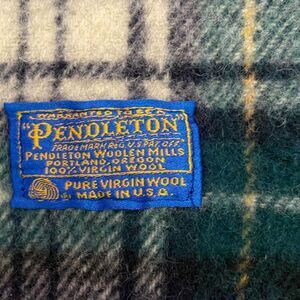 WARRANTED TO BE A
"PENDLETON"
TRADE MARK REG. U.S. PAT. OFF.
PENDLETON WOOLEN MILLS
PORTLAND, OREGON
100% VIRGIN WOOL
PURE VIRGIN WOOL
MADE IN U.S.A.